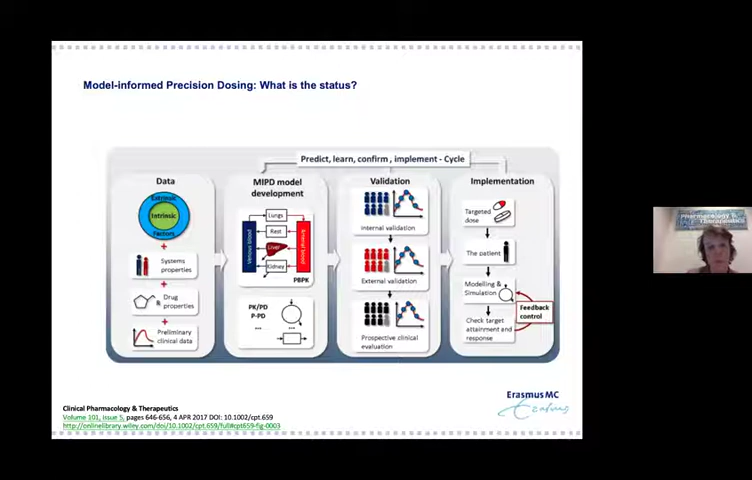 Model-informed Precision Dosing: What is the status?
Predict, learn, confirm , implement - Cycle
Data
Extrinsic
Intrinsic
Factors
+
Systems
properties
+
Drug
properties
+
Preliminary
clinical data
MIPD model
development
Venous blood
Lungs
Rest
Liver
Kidney
Arterial blood
PBPK
PK/PD
P-PD
...
...
Validation
Internal validation
External validation
Prospective clinical
evaluation
Implementation
Targeted
dose
The patient
Modelling &
Simulation
Feedback
control
Check target
attainment and
response
Clinical Pharmacology & Therapeutics
Volume 101, Issue 5, pages 646-656, 4 APR 2017 DOI: 10.1002/cpt.659
http://onlinelibrary.wiley.com/doi/10.1002/cpt.659/full#cpt659-fig-0003
Erasmus MC
Erasmus
Pharmacology &
Therapeutics